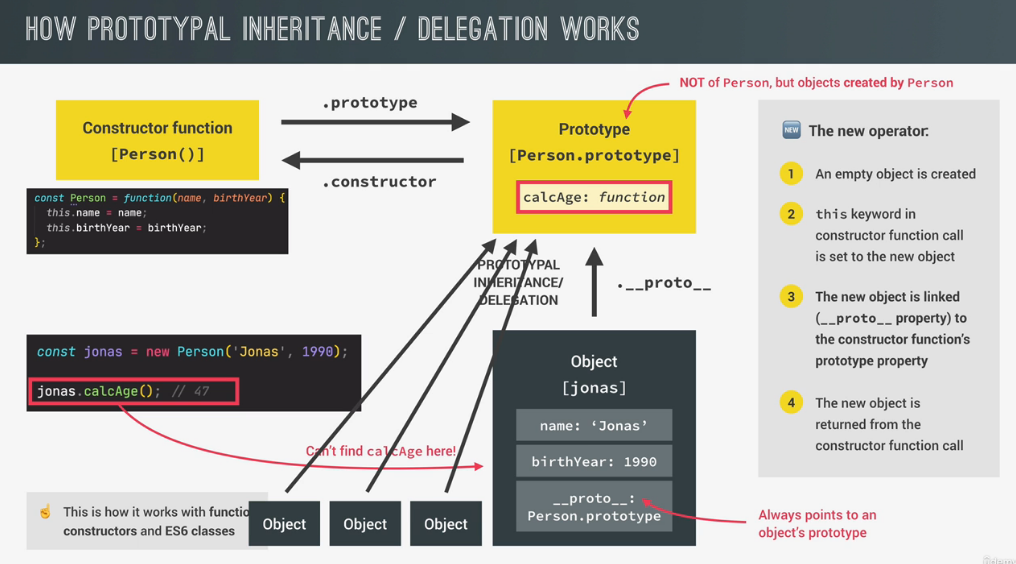 HOW PROTOTYPAL INHERITANCE / DELEGATION WORKS
NOT of Person, but objects created by Person
Constructor function
[Person()]
.prototype
.constructor
Prototype
[Person.prototype]
calcAge: function
const Person = function(name, birthYear) {
this.name = name;
this.birthYear = birthYear;
};
PROTOTYPAL
INHERITANCE/
DELEGATION
.__proto__
const jonas = new Person('Jonas', 1990);
jonas.calcAge(); // 47
Can't find calcAge here!
Object
[jonas]
name: ‘Jonas’
birthYear: 1990
__proto__:
Person.prototype
Always points to an
object's prototype
☝ This is how it works with functio
constructors and ES6 classes
Object
Object
Object
NEW The new operator:
1 An empty object is created
2 this keyword in
constructor function call
is set to the new object
3 The new object is linked
(__proto__ property) to
the constructor function's
prototype property
4 The new object is
returned from the
constructor function call